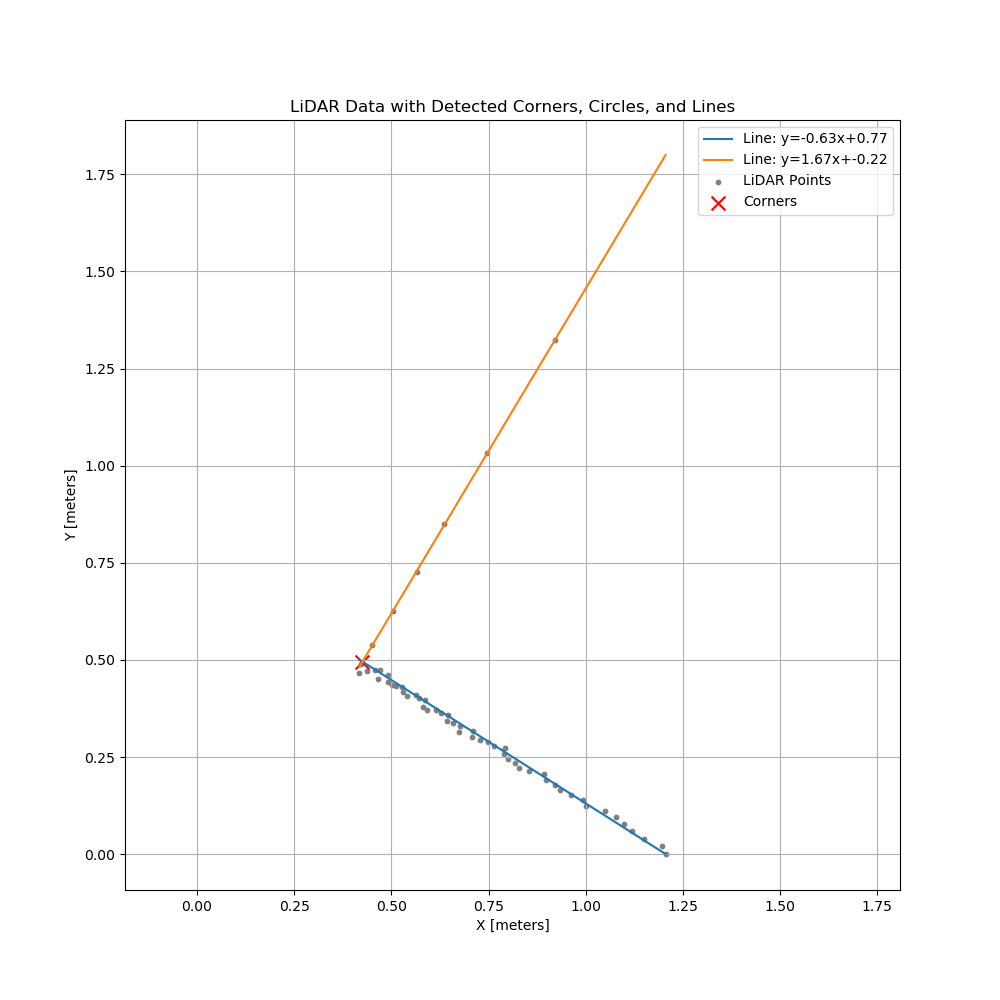 LiDAR Data with Detected Corners, Circles, and Lines
Line: y=-0.63x+0.77
Line: y=1.67x+-0.22
LiDAR Points
Corners
1.75
1.50
1.25
1.00
0.75
0.50
0.25
0.00
Y [meters]
0.00 0.25 0.50 0.75 1.00 1.25 1.50 1.75
X [meters]